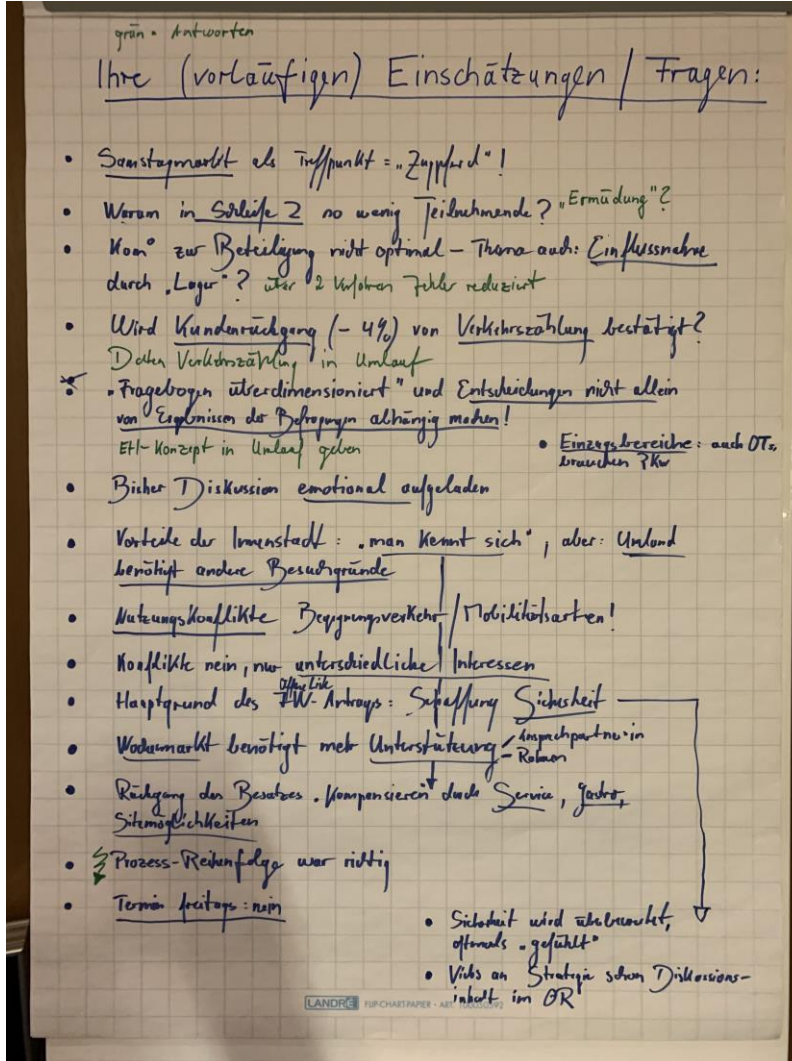 grün = Antworten
Ihre (vorläufigen) Einschätzungen / Fragen:
• Samstagmarkt als Treffpunkt = „Zugpferd“!
• Warum in Schleife 2 so wenig Teilnehmende? „Ermüdung“?
• Kom° zur Beteiligung nicht optimal – Thema auch: Einflussnahme
durch „Lager“? über 2 Verfahren Fehler reduziert
• Wird Kundenrückgang (– 4%) von Verkehrszählung bestätigt?
Daten Verkehrszählung in Umlauf
• „Fragebogen überdimensioniert“ und Entscheidungen nicht allein
von Ergebnissen der Befragungen abhängig machen!
EH-Konzept in Umlauf geben
• Einzugsbereiche: auch OTs,
brauchen PKW
• Bisher Diskussion emotional aufgeladen
• Vorteile der Innenstadt: „man kennt sich“, aber: Umland
benötigt andere Besuchgründe
• Nutzungskonflikte Begegnungsverkehr / Mobilitätsarten!
• Konflikte nein, nur unterschiedliche Interessen
• Hauptgrund des FW-Antrags: Schaffung Sicherheit
• Wochenmarkt benötigt mehr Unterstützung – Ansprechpartner·in
– Rahmen
• Rückgang des Besatzes „kompensieren“ durch Service, Gastro,
Sitzmöglichkeiten
• Prozess-Reihenfolge war richtig
• Termin freitags: nein
• Sicherheit wird überbewertet,
oftmals „gefühlt“
• Vieles an Strategie schon Diskussions-
inhalt im OR
LANDRÉ FLIP-CHART-PAPIER • ART.